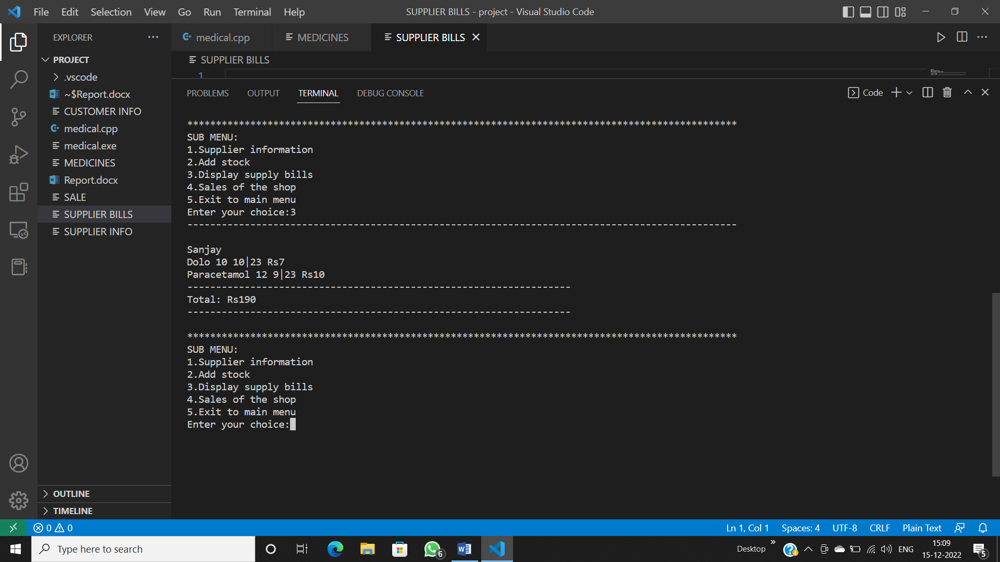 File Edit Selection View Go Run Terminal Help SUPPLIER BILLS - project - Visual Studio Code
EXPLORER
PROJECT
.vscode
~$Report.docx
CUSTOMER INFO
medical.cpp
medical.exe
MEDICINES
Report.docx
SALE
SUPPLIER BILLS
SUPPLIER INFO
OUTLINE
TIMELINE
medical.cpp MEDICINES SUPPLIER BILLS
SUPPLIER BILLS
1
PROBLEMS OUTPUT TERMINAL DEBUG CONSOLE Code
************************************************************************************************
SUB MENU:
1.Supplier information
2.Add stock
3.Display supply bills
4.Sales of the shop
5.Exit to main menu
Enter your choice:3
------------------------------------------------------------------------------------------------
Sanjay
Dolo 10 10|23 Rs7
Paracetamol 12 9|23 Rs10
-------------------------------------------------------------------
Total: Rs190
-------------------------------------------------------------------
************************************************************************************************
SUB MENU:
1.Supplier information
2.Add stock
3.Display supply bills
4.Sales of the shop
5.Exit to main menu
Enter your choice:
0 0 Ln 1, Col 1 Spaces: 4 UTF-8 CRLF Plain Text
Type here to search 6 Desktop ENG 15:09 15-12-2022 5